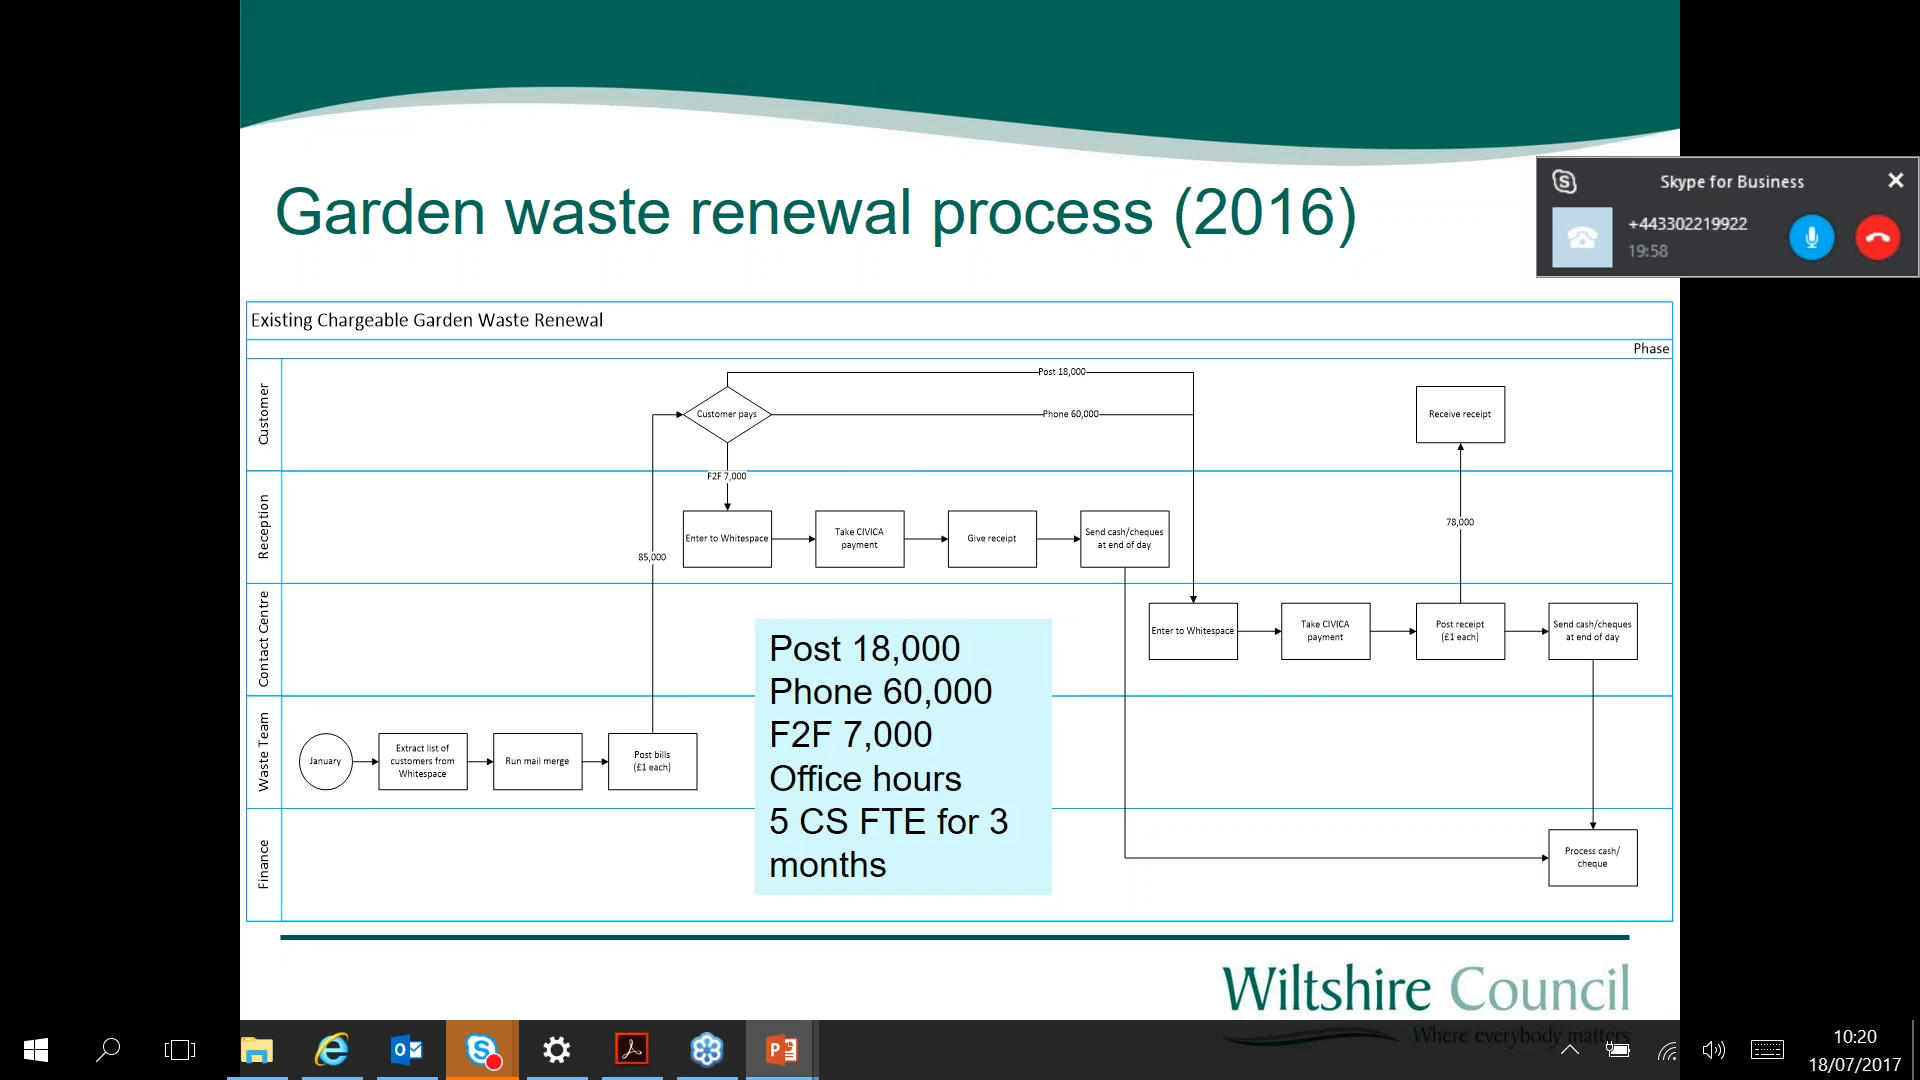 Garden waste renewal process (2016)
Skype for Business
+443302219922
19:58
Existing Chargeable Garden Waste Renewal
Phase
Customer
Post 18,000
Customer pays
Phone 60,000
Receive receipt
F2F 7,000
Reception
78,000
Enter to Whitespace
Take CIVICA
payment
Give receipt
Send cash/cheques
at end of day
85,000
Contact Centre
Enter to Whitespace
Take CIVICA
payment
Post receipt
(£1 each)
Send cash/cheques
at end of day
Post 18,000
Phone 60,000
F2F 7,000
Office hours
5 CS FTE for 3
months
Waste Team
January
Extract list of
customers from
Whitespace
Run mail merge
Post bills
(£1 each)
Finance
Process cash/
cheque
Wiltshire Council
Where everybody matters
10:20
18/07/2017